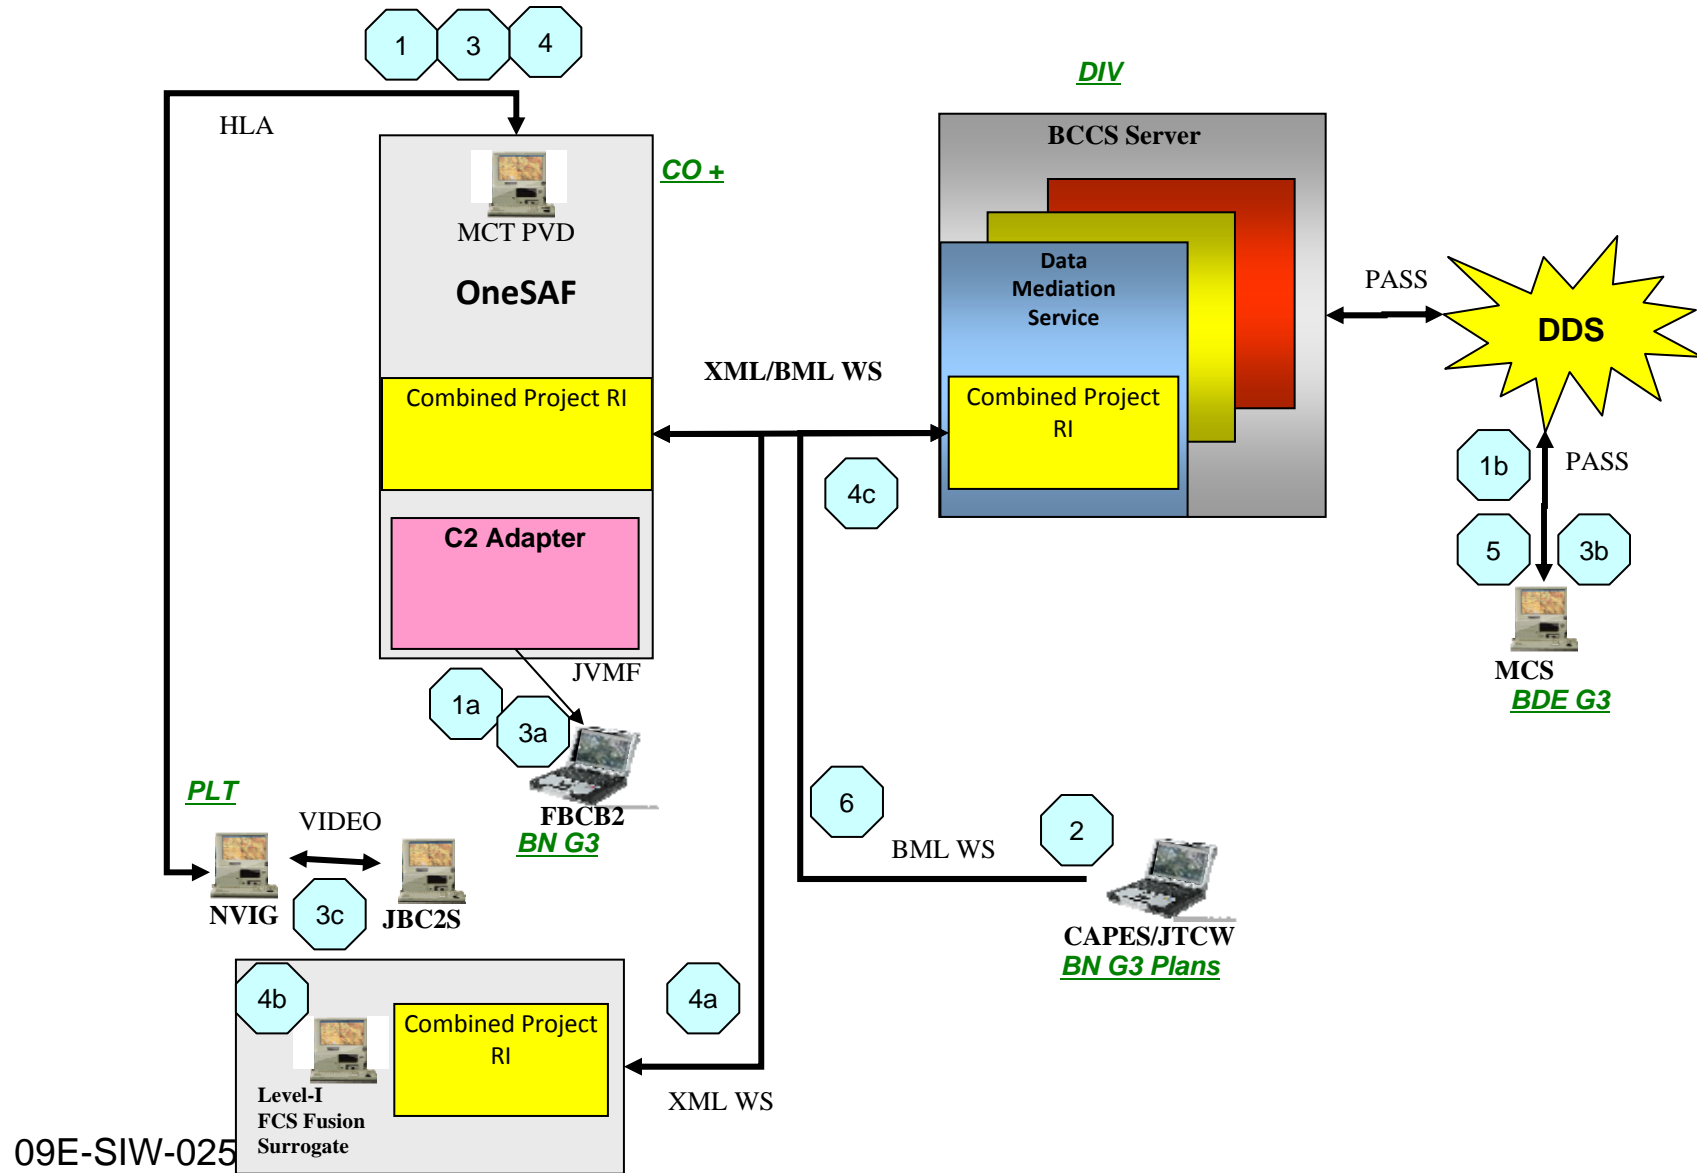 1
3
4
DIV
HLA
BCCS Server
CO +
MCT PVD
OneSAF
Data
Mediation
Service
PASS
DDS
XML/BML WS
Combined Project RI
Combined Project
RI
4c
1b
PASS
5
3b
C2 Adapter
JVMF
MCS
BDE G3
1a
3a
FBCB2
BN G3
PLT
VIDEO
6
2
BML WS
NVIG
3c
JBC2S
CAPES/JTCW
BN G3 Plans
4b
4a
Combined Project
RI
Level-I
FCS Fusion
Surrogate
XML WS
09E-SIW-025